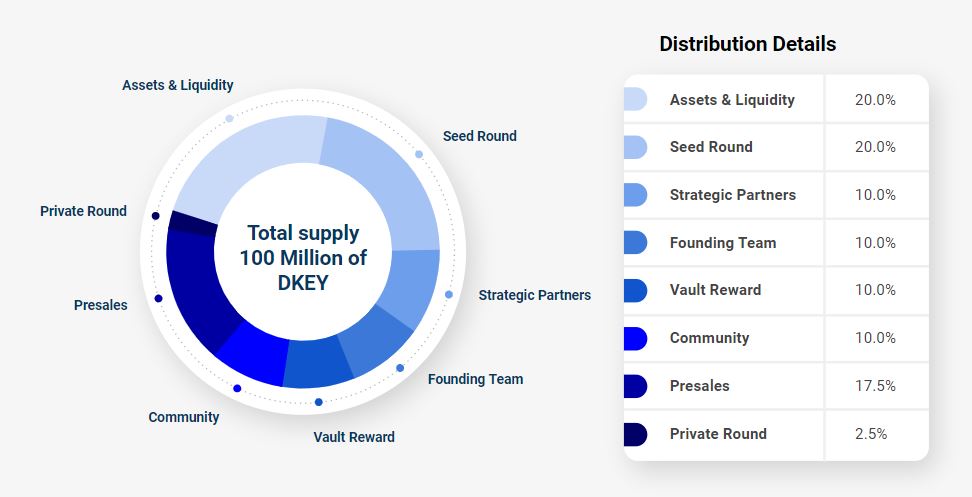 Assets & Liquidity
Seed Round
Private Round
Total supply
100 Million of
DKEY
Strategic Partners
Presales
Founding Team
Community
Vault Reward
Distribution Details
Assets & Liquidity 20.0%
Seed Round 20.0%
Strategic Partners 10.0%
Founding Team 10.0%
Vault Reward 10.0%
Community 10.0%
Presales 17.5%
Private Round 2.5%